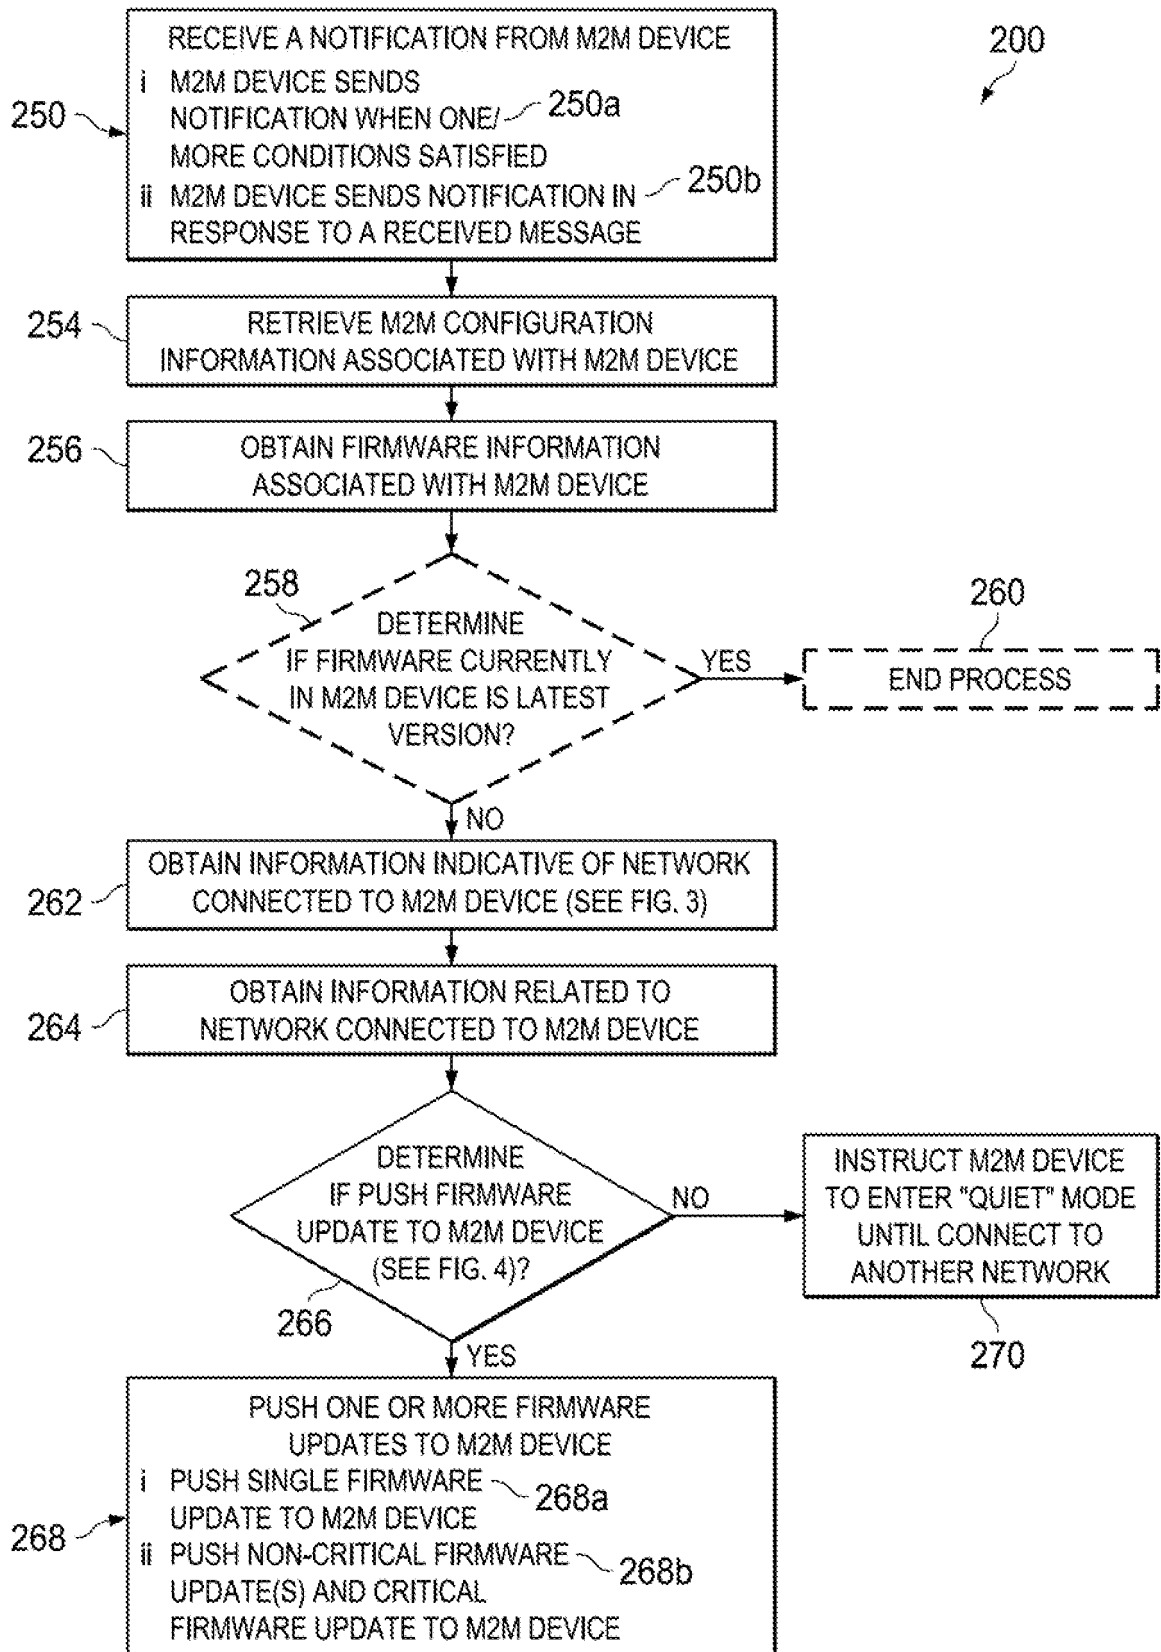 200
RECEIVE A NOTIFICATION FROM M2M DEVICE
i M2M DEVICE SENDS
NOTIFICATION WHEN ONE/
MORE CONDITIONS SATISFIED
250a
250
ii M2M DEVICE SENDS NOTIFICATION IN
RESPONSE TO A RECEIVED MESSAGE
250b
254
RETRIEVE M2M CONFIGURATION
INFORMATION ASSOCIATED WITH M2M DEVICE
256
OBTAIN FIRMWARE INFORMATION
ASSOCIATED WITH M2M DEVICE
258
DETERMINE
IF FIRMWARE CURRENTLY
IN M2M DEVICE IS LATEST
VERSION?
YES
260
END PROCESS
NO
262
OBTAIN INFORMATION INDICATIVE OF NETWORK
CONNECTED TO M2M DEVICE (SEE FIG. 3)
264
OBTAIN INFORMATION RELATED TO
NETWORK CONNECTED TO M2M DEVICE
DETERMINE
IF PUSH FIRMWARE
UPDATE TO M2M DEVICE
(SEE FIG. 4)?
266
NO
INSTRUCT M2M DEVICE
TO ENTER "QUIET" MODE
UNTIL CONNECT TO
ANOTHER NETWORK
270
YES
PUSH ONE OR MORE FIRMWARE
UPDATES TO M2M DEVICE
i PUSH SINGLE FIRMWARE
UPDATE TO M2M DEVICE
268a
268
ii PUSH NON-CRITICAL FIRMWARE
UPDATE(S) AND CRITICAL
FIRMWARE UPDATE TO M2M DEVICE
268b